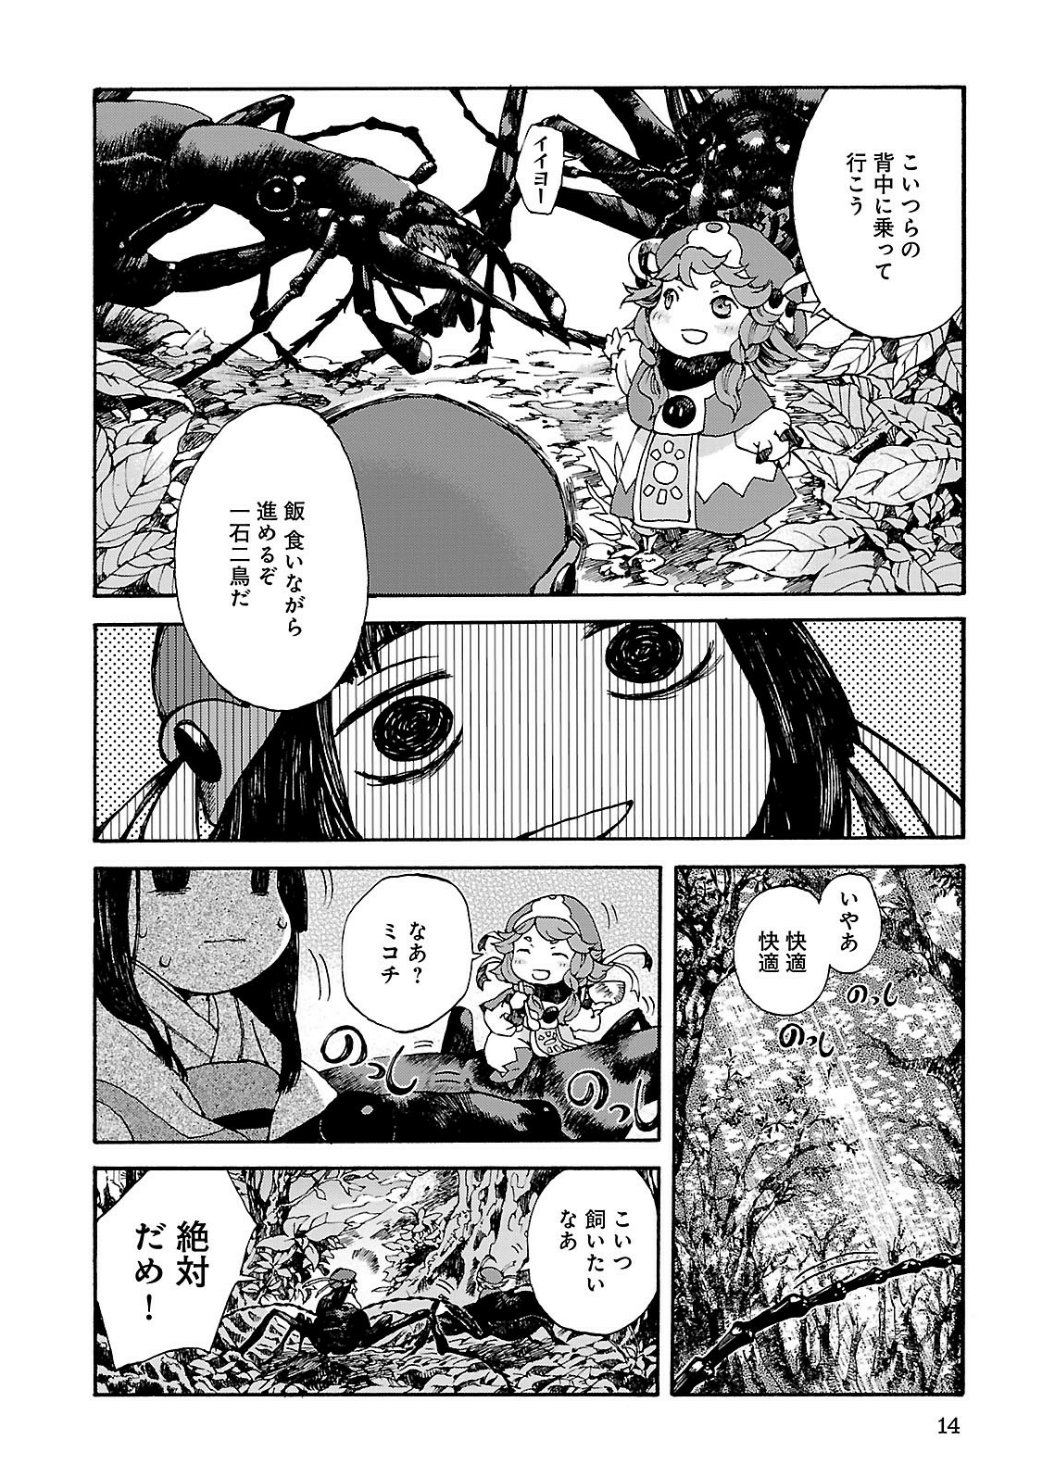 こいつらの
背中に乗って
行こう
イイヨー
飯 食いながら
進めるぞ
一石二鳥だ
いやあ
快適
快適
のっし
のっし
なあ?
ミコチ
のっし
のっし
こいつ
飼いたい
なあ
絶対
だめ!
14